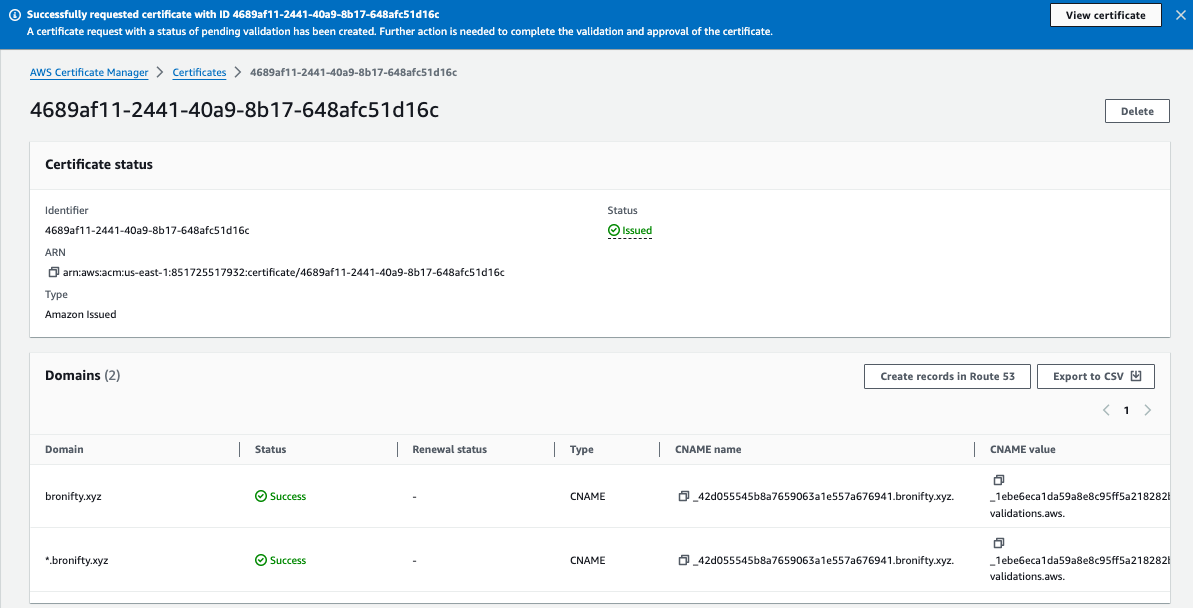 Successfully requested certificate with ID 4689af11-2441-40a9-8b17-648afc51d16c
A certificate request with a status of pending validation has been created. Further action is needed to complete the validation and approval of the certificate.
View certificate
AWS Certificate Manager > Certificates > 4689af11-2441-40a9-8b17-648afc51d16c
4689af11-2441-40a9-8b17-648afc51d16c
Delete
Certificate status
Identifier
4689af11-2441-40a9-8b17-648afc51d16c
ARN
arn:aws:acm:us-east-1:851725517932:certificate/4689af11-2441-40a9-8b17-648afc51d16c
Type
Amazon Issued
Status
Issued
Domains (2)
Create records in Route 53
Export to CSV
1
Domain Status Renewal status Type CNAME name CNAME value
bronifty.xyz Success - CNAME _42d055545b8a7659063a1e557a676941.bronifty.xyz.
_1ebe6eca1da59a8e8c95ff5a218282b
validations.aws.
*.bronifty.xyz Success - CNAME _42d055545b8a7659063a1e557a676941.bronifty.xyz.
_1ebe6eca1da59a8e8c95ff5a218282b
validations.aws.